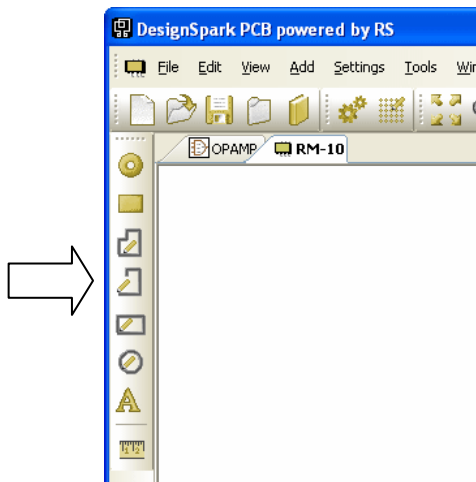 DesignSpark PCB powered by RS
File Edit View Add Settings Tools
OPAMP RM-10
A